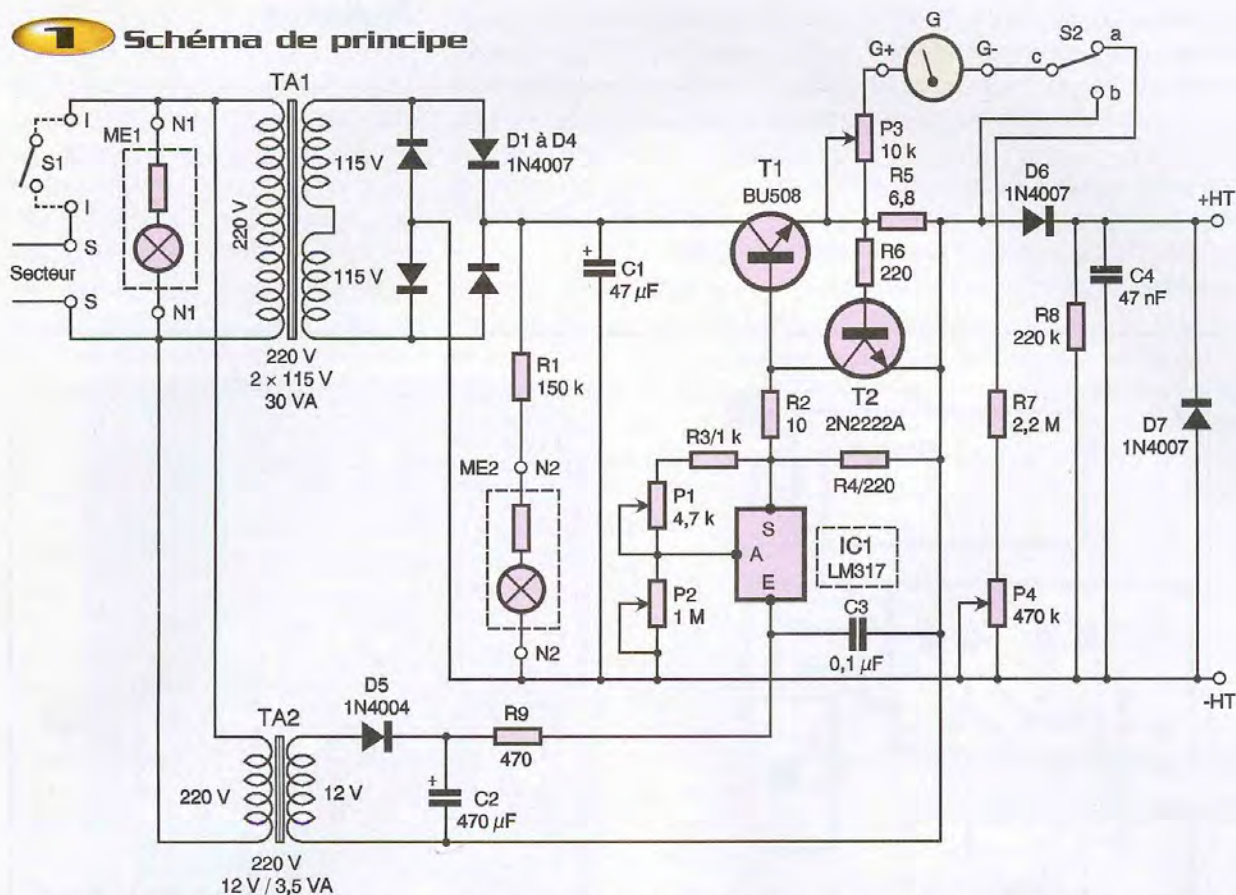 1 Schéma de principe
TA1
I
S1
I
S
Secteur
S
ME1
N1
N1
220 V
115 V
115 V
220 V
2 × 115 V
30 VA
D1 à D4
1N4007
+
C1
47 µF
R1
150 k
ME2
N2
N2
T1
BU508
G
G+
G-
c
S2
a
b
P3
10 k
R5
6,8
R6
220
T2
2N2222A
R2
10
R3/1 k
R4/220
P1
4,7 k
P2
1 M
S
A
E
IC1
LM317
C3
0,1 µF
D6
1N4007
+HT
C4
47 nF
R8
220 k
R7
2,2 M
D7
1N4007
P4
470 k
-HT
TA2
220 V
12 V
220 V
12 V / 3,5 VA
D5
1N4004
+
C2
470 µF
R9
470